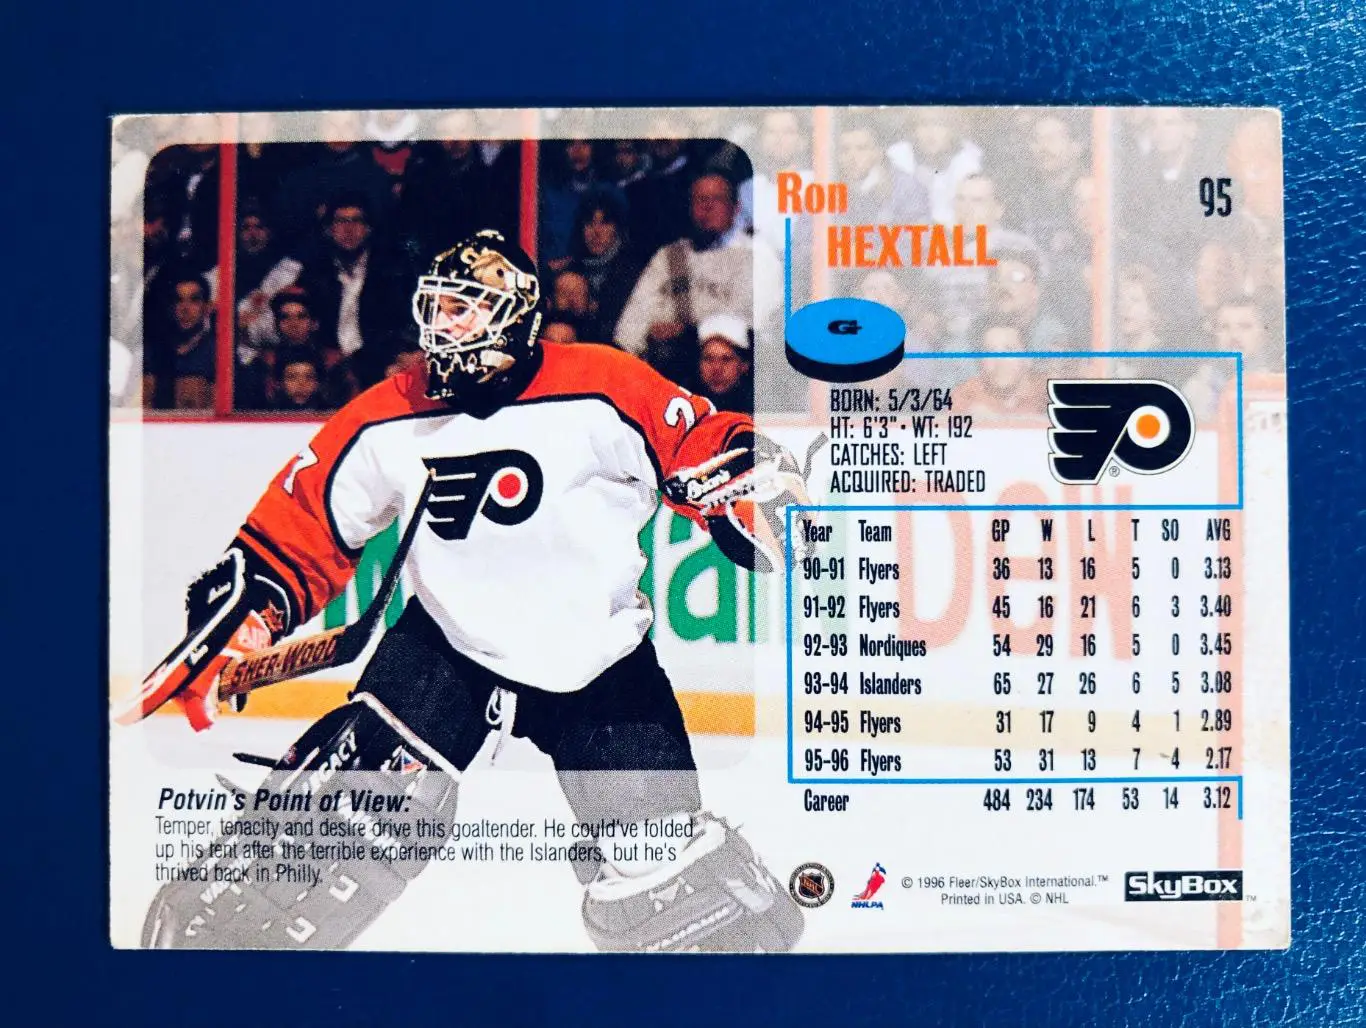 95
Ron
HEXTALL
G
BORN: 5/3/64
HT: 6'3" • WT: 192
CATCHES: LEFT
ACQUIRED: TRADED
®
Year Team GP W L T SO AVG
90-91 Flyers 36 13 16 5 0 3.13
91-92 Flyers 45 16 21 6 3 3.40
92-93 Nordiques 54 29 16 5 0 3.45
93-94 Islanders 65 27 26 6 5 3.08
94-95 Flyers 31 17 9 4 1 2.89
95-96 Flyers 53 31 13 7 4 2.17
Career 484 234 174 53 14 3.12
SHER-WOOD
LEGACY
Potvin's Point of View:
Temper, tenacity and desire drive this goaltender. He could've folded
up his tent after the terrible experience with the Islanders, but he's
thrived back in Philly.
NHL
NHLPA
© 1996 Fleer/SkyBox International.™
Printed in USA. © NHL
SkyBox™